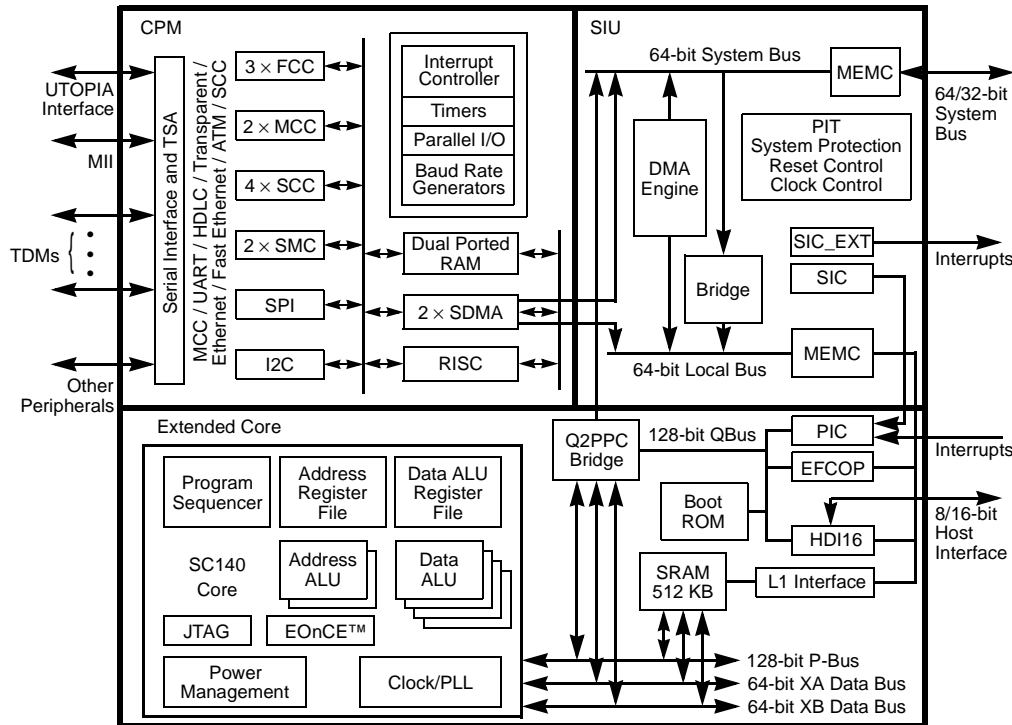 CPM
UTOPIA
Interface
MII
TDMs
Other
Peripherals
Serial Interface and TSA
MCC / UART / HDLC / Transparent /
Ethernet / Fast Ethernet / ATM / SCC
3 × FCC
2 × MCC
4 × SCC
2 × SMC
SPI
I2C
Interrupt
Controller
Timers
Parallel I/O
Baud Rate
Generators
Dual Ported
RAM
2 × SDMA
RISC
SIU
64-bit System Bus
MEMC
64/32-bit
System
Bus
PIT
System Protection
Reset Control
Clock Control
DMA
Engine
Bridge
SIC_EXT
Interrupts
SIC
MEMC
64-bit Local Bus
Extended Core
Program
Sequencer
Address
Register
File
Data ALU
Register
File
SC140
Core
Address
ALU
Data
ALU
JTAG
EOnCE™
Power
Management
Clock/PLL
Q2PPC
Bridge
128-bit QBus
PIC
Interrupts
EFCOP
Boot
ROM
HDI16
8/16-bit
Host
Interface
SRAM
512 KB
L1 Interface
128-bit P-Bus
64-bit XA Data Bus
64-bit XB Data Bus